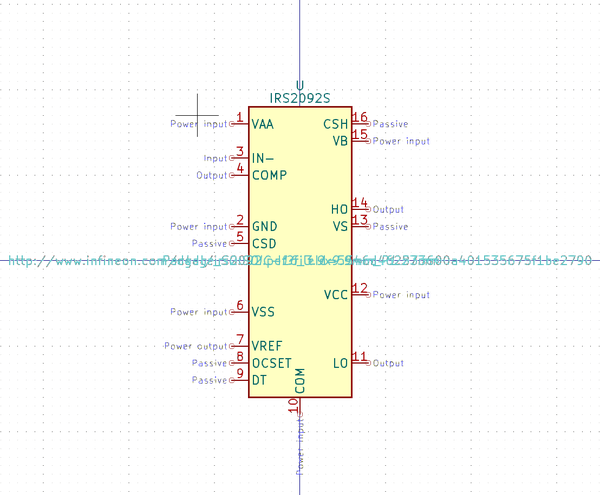 U
IRS2092S
Power input 1 VAA CSH 16 Passive
VB 15 Power input
Input 3 IN-
Output 4 COMP
HO 14 Output
Power input 2 GND VS 13 Passive
Passive 5 CSD
http://www.infineon.com/
VCC 12 Power input
Power input 6 VSS
Power output 7 VREF
Passive 8 OCSET LO 11 Output
Passive 9 DT
COM
10
Power input